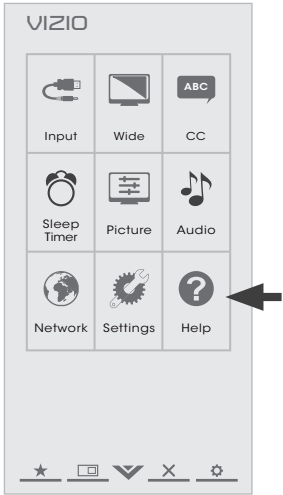 VIZIO
ABC
Input Wide CC
Sleep
Timer Picture Audio
Network Settings Help
?